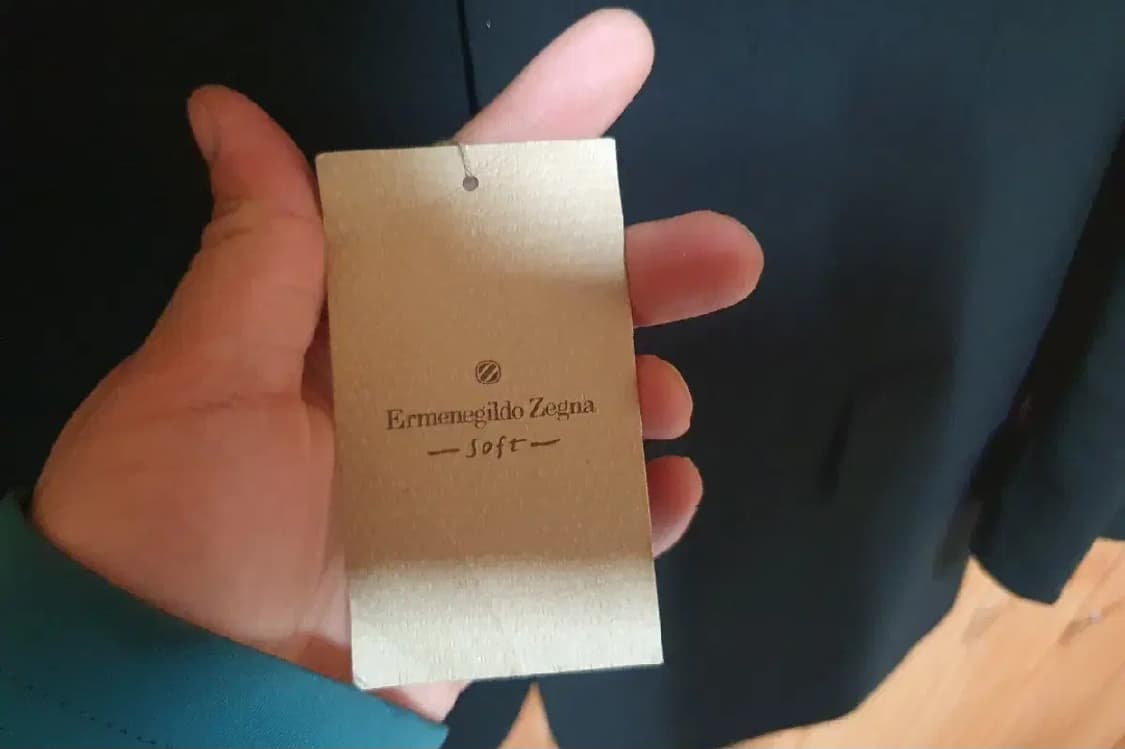 Ermenegildo Zegna
— soft —